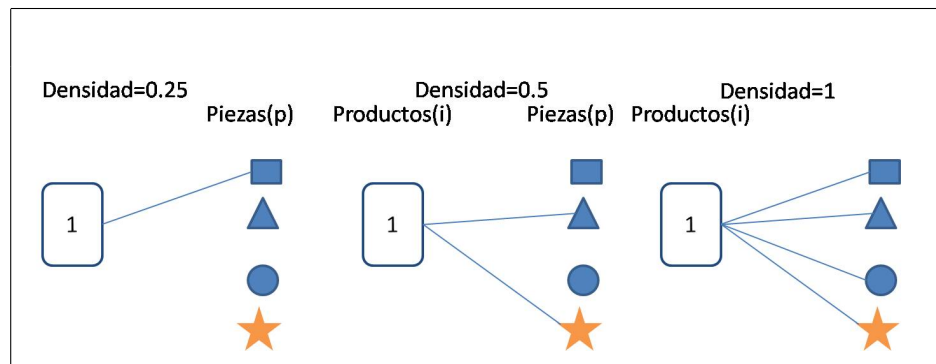 Densidad=0.25
Densidad=0.5
Densidad=1
Piezas(p)
Productos(i)
Piezas(p)
Productos(i)
1
1
1